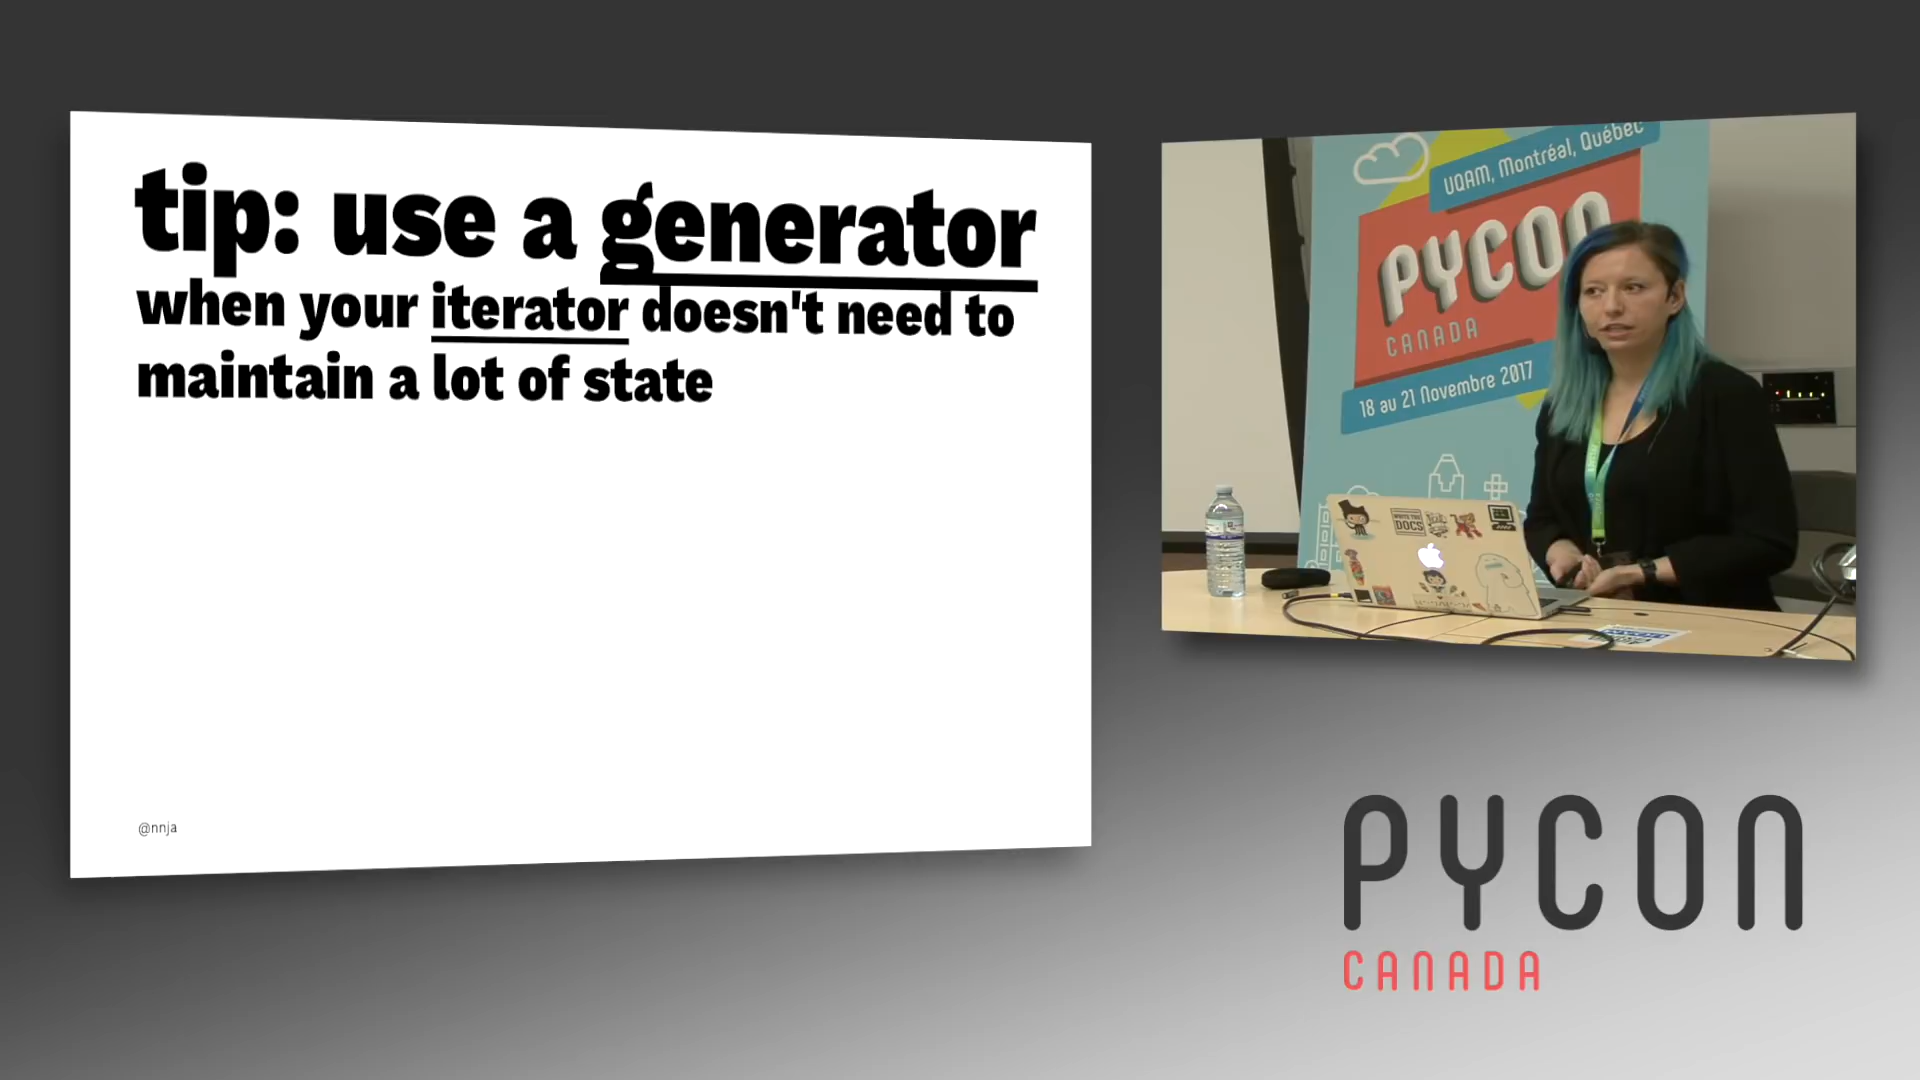 tip: use a generator
when your iterator doesn't need to
maintain a lot of state
@nnja
UQAM, Montréal, Québec
PYCON
CANADA
18 au 21 Novembre 2017
WRITE THE
DOCS
PYCON
CANADA